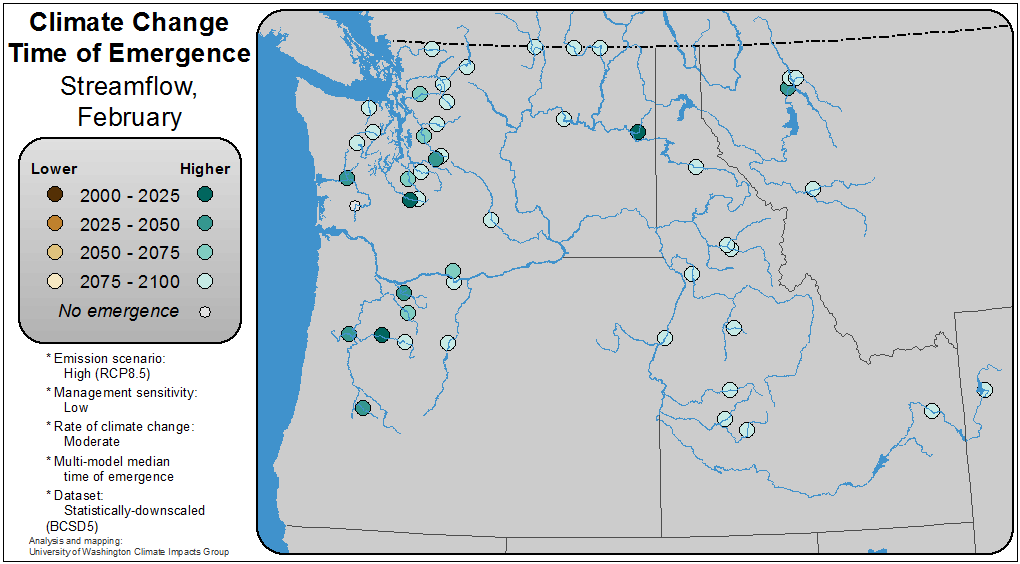 Climate Change
Time of Emergence
Streamflow,
February
Lower Higher
2000 - 2025
2025 - 2050
2050 - 2075
2075 - 2100
No emergence
* Emission scenario:
High (RCP8.5)
* Management sensitivity:
Low
* Rate of climate change:
Moderate
* Multi-model median
time of emergence
* Dataset:
Statistically-downscaled
(BCSD5)
Analysis and mapping:
University of Washington Climate Impacts Group